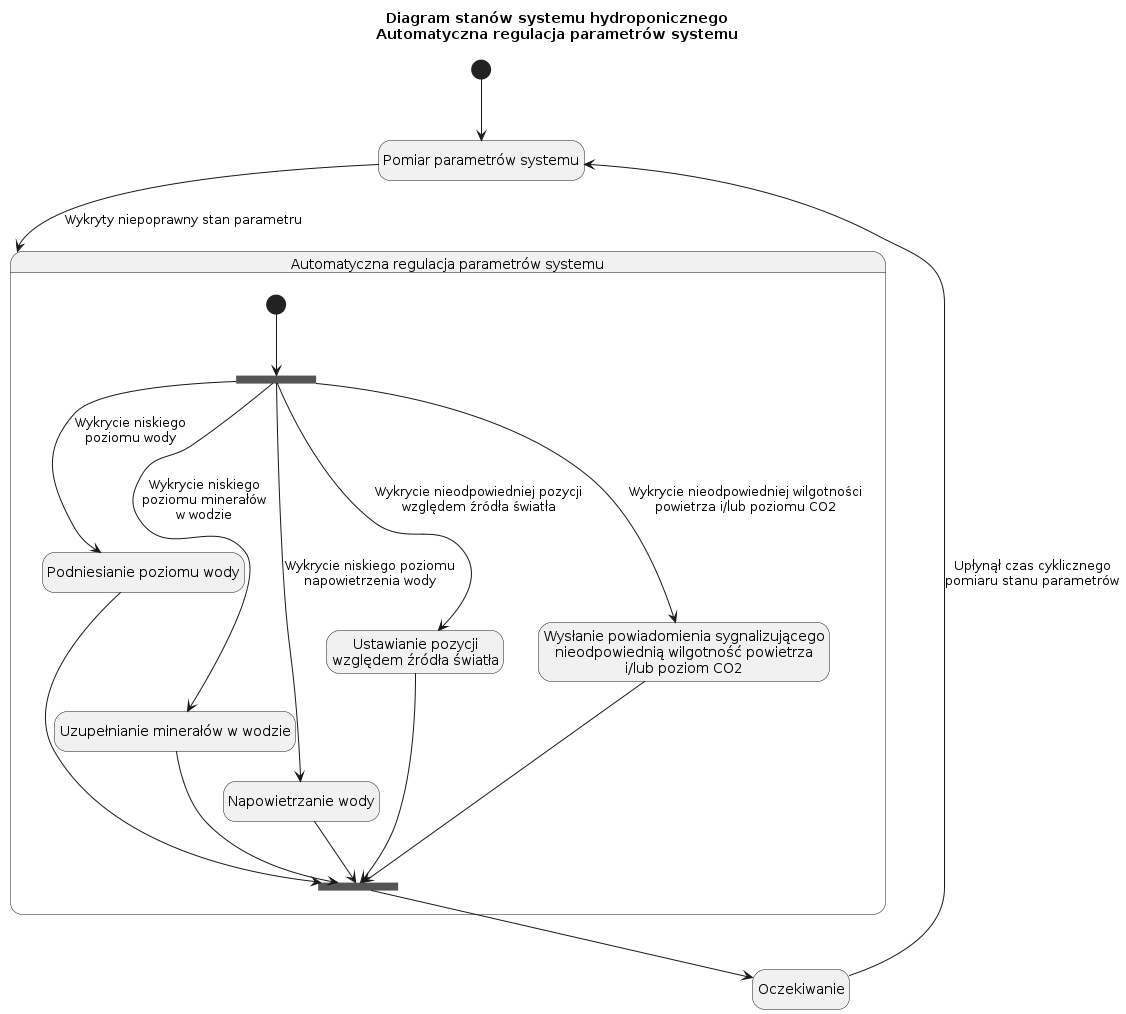 Diagram stanów systemu hydroponicznego
Automatyczna regulacja parametrów systemu
Pomiar parametrów systemu
Wykryty niepoprawny stan parametru
Automatyczna regulacja parametrów systemu
Wykrycie niskiego
poziomu wody
Wykrycie niskiego
poziomu minerałów
w wodzie
Wykrycie nieodpowiedniej pozycji
względem źródła światła
Wykrycie nieodpowiedniej wilgotności
powietrza i/lub poziomu CO2
Wykrycie niskiego poziomu
napowietrzenia wody
Upłynął czas cyklicznego
pomiaru stanu parametrów
Podniesianie poziomu wody
Ustawianie pozycji
względem źródła światła
Wysłanie powiadomienia sygnalizującego
nieodpowiednią wilgotność powietrza
i/lub poziom CO2
Uzupełnianie minerałów w wodzie
Napowietrzanie wody
Oczekiwanie